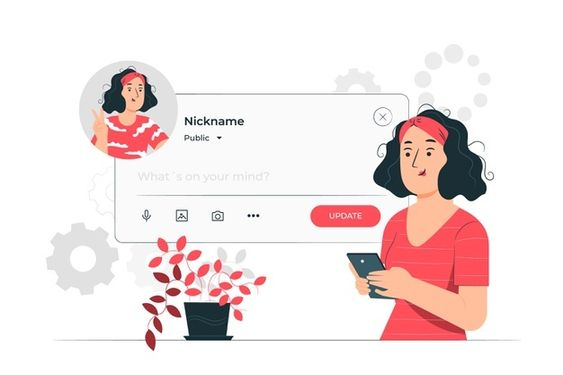 Nickname
Public
What´s on your mind?
UPDATE